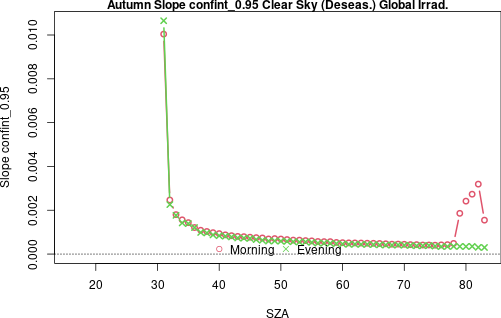 Autumn Slope confint_0.95 Clear Sky (Deseas.) Global Irrad.
Slope confint_0.95
0.010
0.008
0.006
0.004
0.002
0.000
Morning Evening
20 30 40 50 60 70 80
SZA